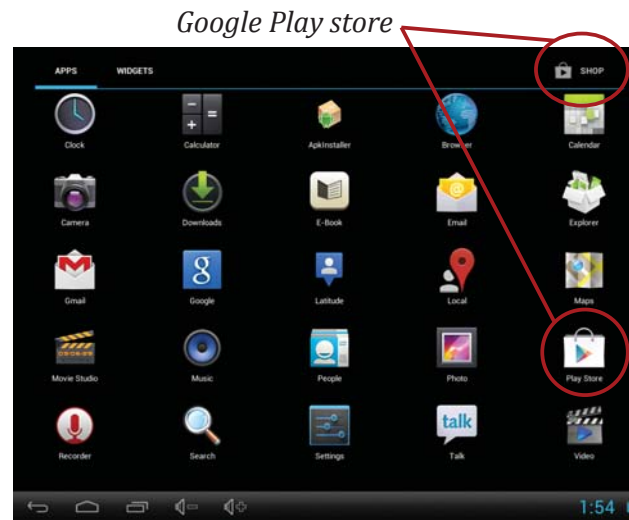 Google Play store
APPS WIDGETS SHOP
Clock Calculator ApkInstaller Browser Calendar
Camera Downloads E-Book Email Explorer
Gmail Google Latitude Local Maps
Movie Studio Music People Photo Play Store
Recorder Search Settings talk Talk Video
1:54